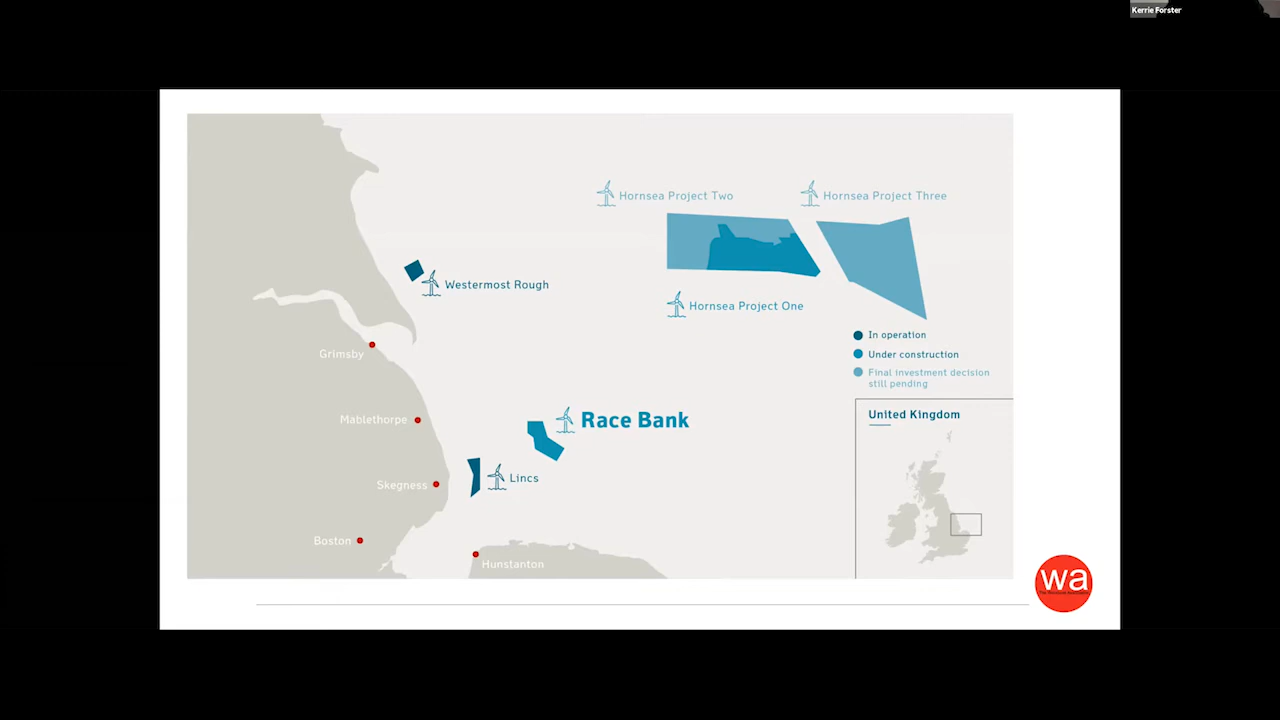 Kerrie Forster
Hornsea Project Two
Hornsea Project Three
Westermost Rough
Hornsea Project One
In operation
Under construction
Final investment decision
still pending
Grimsby
Mablethorpe
Race Bank
United Kingdom
Skegness
Lincs
Boston
Hunstanton
wa